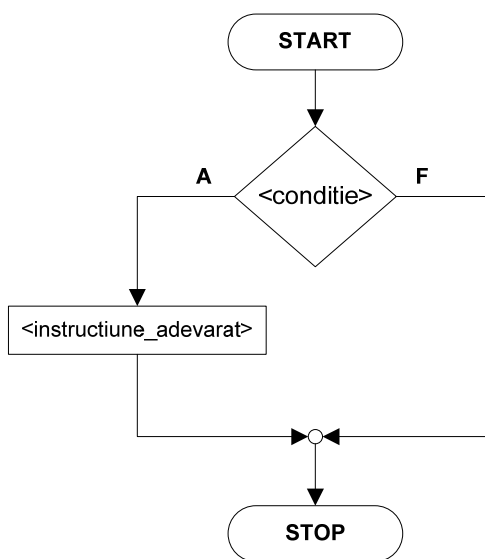 START
A
F
<conditie>
<instructiune_adevarat>
STOP